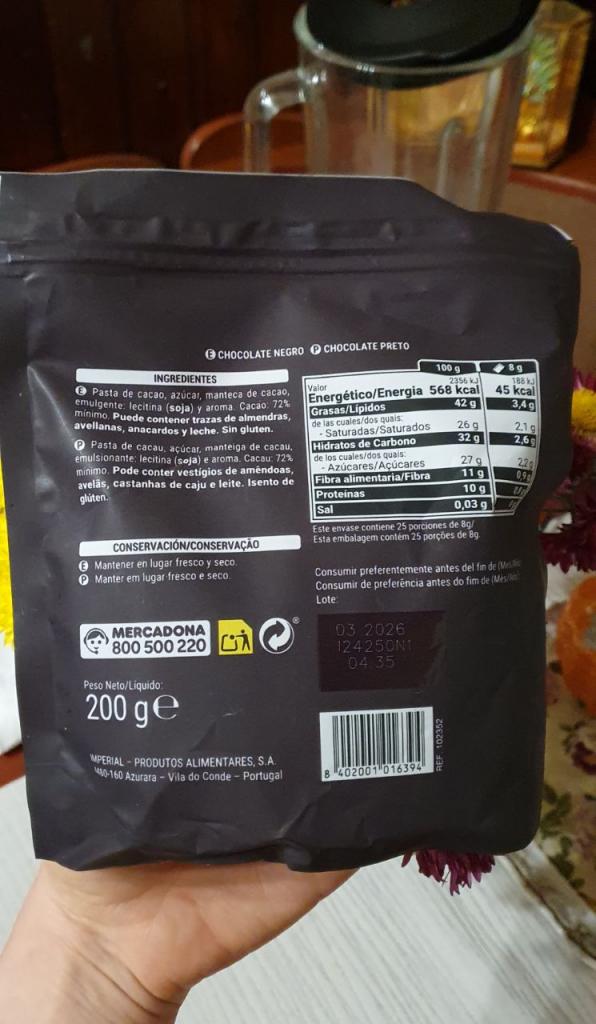 E CHOCOLATE NEGRO P CHOCOLATE PRETO
INGREDIENTES
E Pasta de cacao, azúcar, manteca de cacao,
emulgente: lecitina (soja) y aroma. Cacao: 72%
mínimo. Puede contener trazas de almendras,
avellanas, anacardos y leche. Sin gluten.
P Pasta de cacau, açúcar, manteiga de cacau,
emulsionante: lecitina (soja) e aroma. Cacau: 72%
mínimo. Pode conter vestígios de amêndoas,
avelãs, castanhas de caju e leite. Isento de
glúten.
100 g 8 g
Valor 2356 kJ 188 kJ
Energético/Energia 568 kcal 45 kcal
Grasas/Lípidos 42 g 3,4 g
de las cuales/dos quais:
- Saturadas/Saturados 26 g 2,1 g
Hidratos de Carbono 32 g 2,6 g
de los cuales/dos quais:
- Azúcares/Açúcares 27 g 2,2 g
Fibra alimentaria/Fibra 11 g 0,9 g
Proteínas 10 g
Sal 0,03 g
Este envase contiene 25 porciones de 8g/
Esta embalagem contém 25 porções de 8g.
CONSERVACIÓN/CONSERVAÇÃO
E Mantener en lugar fresco y seco.
P Manter em lugar fresco e seco.
Consumir preferentemente antes del fin de
Consumir de preferência antes do fim de
Lote:
03 2026
124250N1
04:35
MERCADONA
800 500 220
Peso Neto/Líquido:
200 g e
IMPERIAL - PRODUTOS ALIMENTARES, S.A.
4480-160 Azurara - Vila do Conde - Portugal
8 402001 016394
REF. 102352